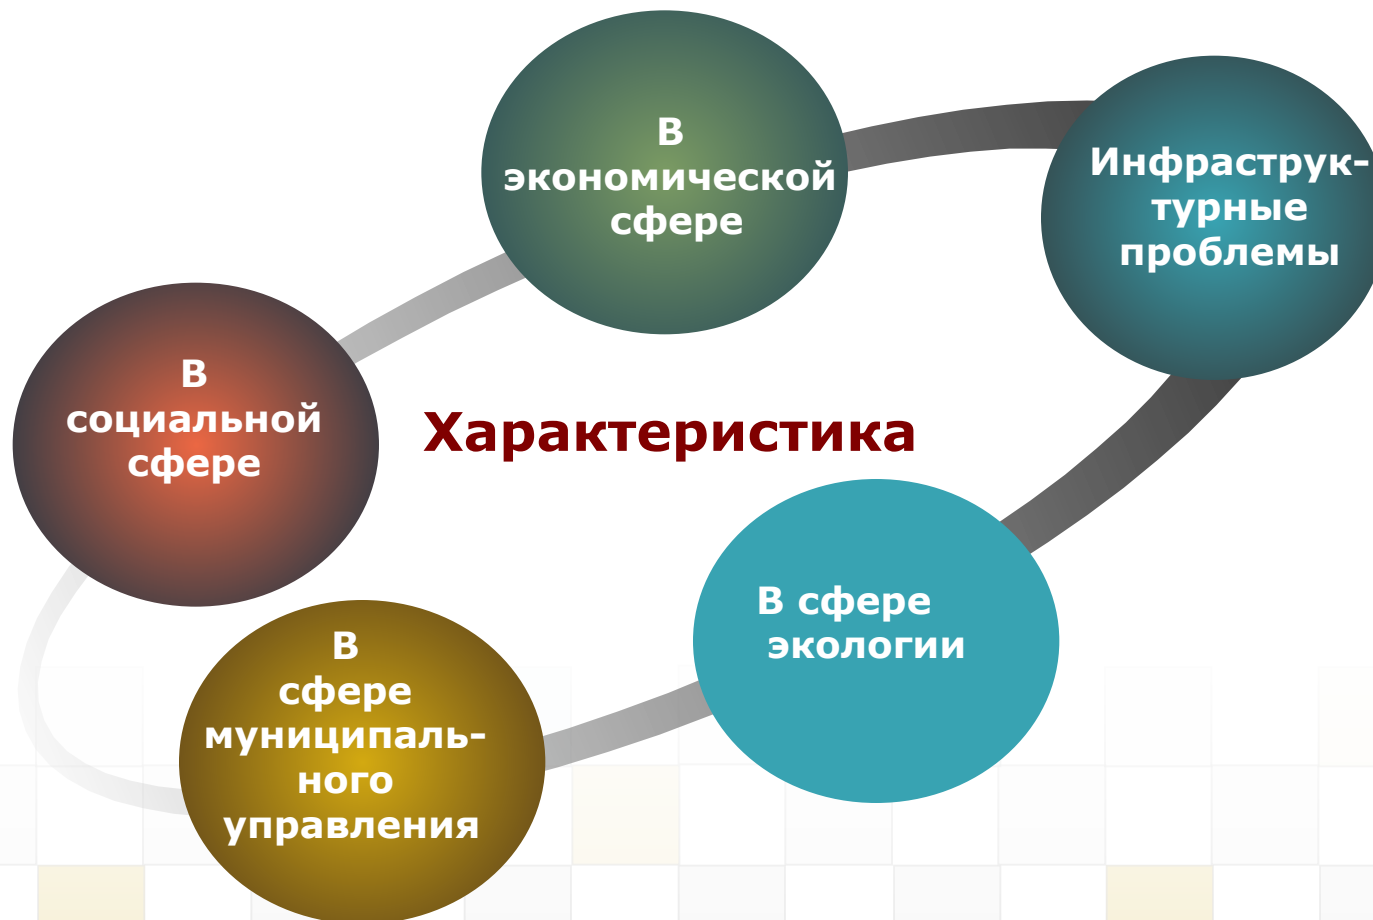 В
экономической
сфере
Инфраструк-
турные
проблемы
В
социальной
сфере
Характеристика
В сфере
экологии
В
сфере
муниципаль-
ного
управления